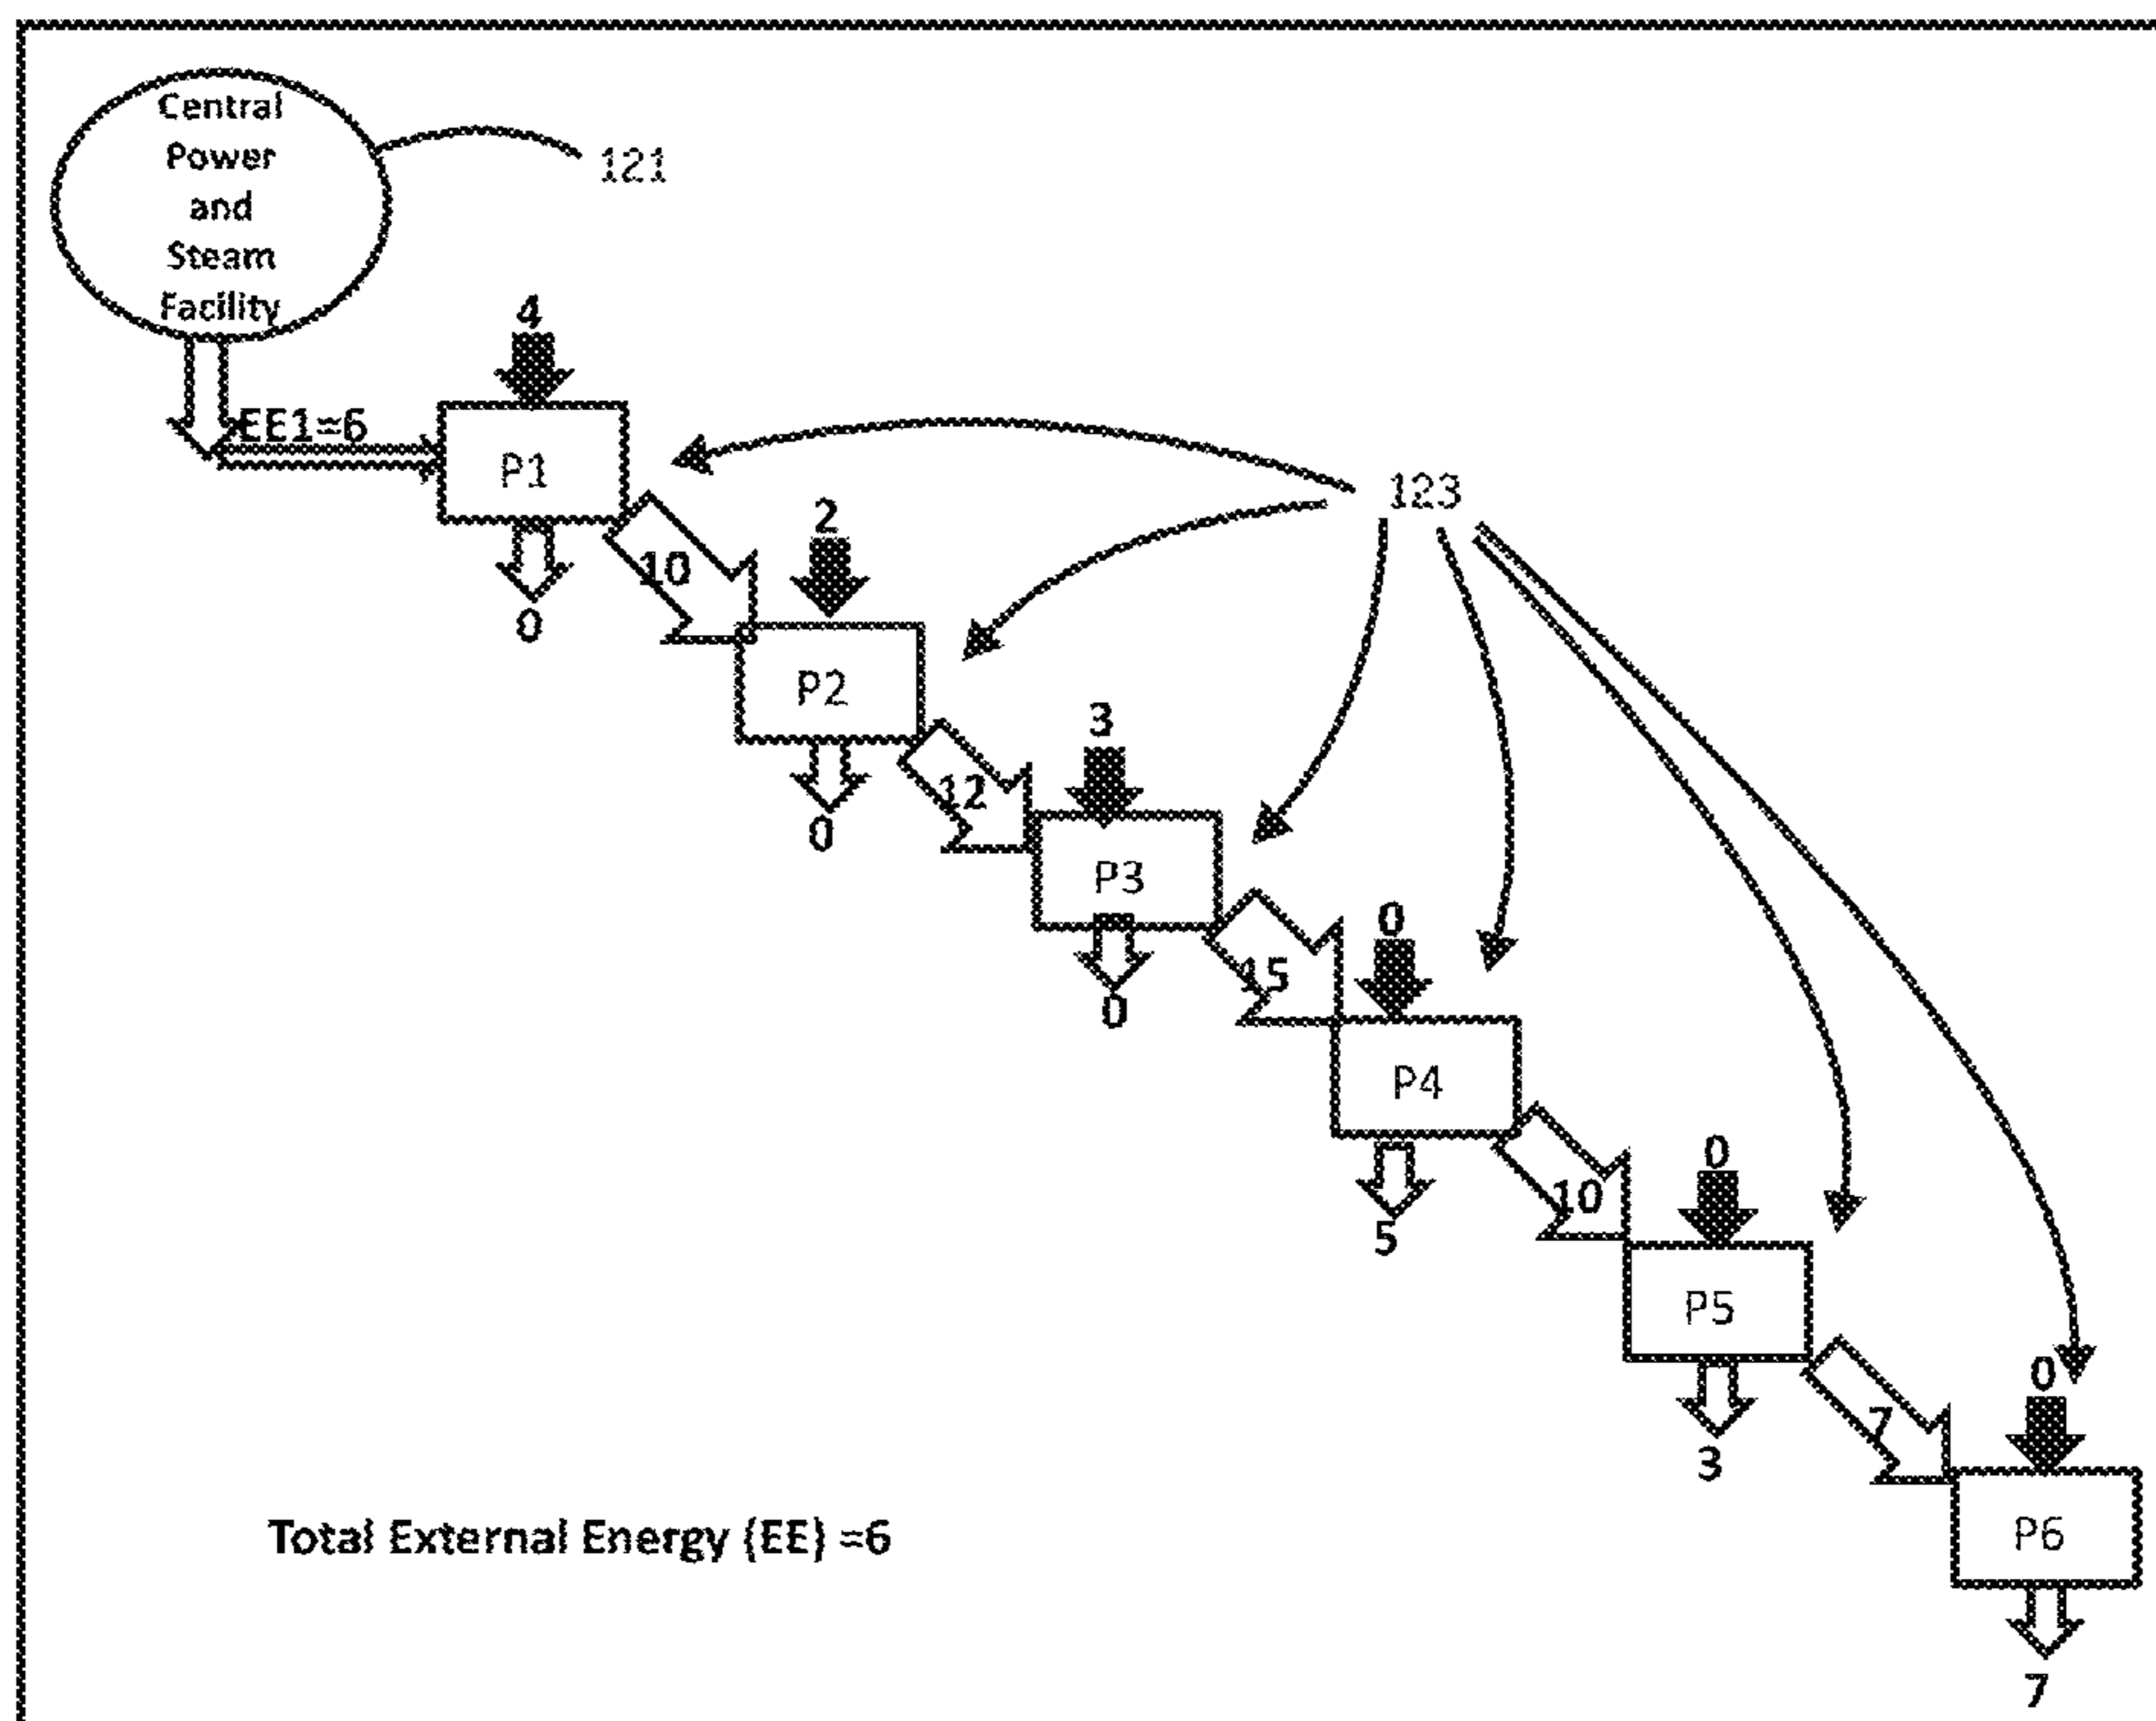 Central
Power
and
Steam
Facility
121
4
EE1=6
P1
123
2
10
0
P2
3
12
0
P3
0
15
0
P4
0
10
5
P5
0
7
3
Total External Energy (EE) =6
P6
7